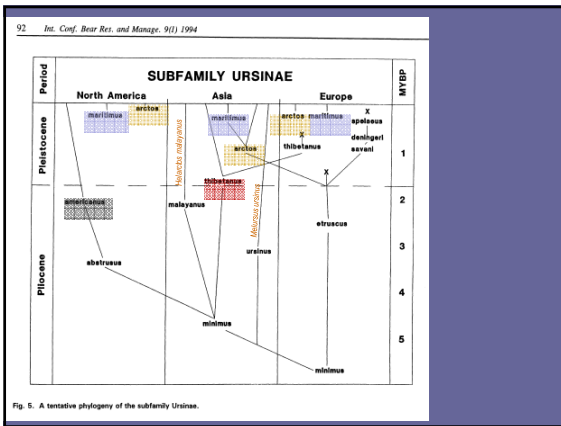 92 Int. Conf. Bear Res. and Manage. 9(1) 1994
Period
SUBFAMILY URSINAE
MYBP
North America Asia Europe
Pleistocene
Pliocene
maritimus
arctos
americanus
abstrusus
Helarctos malayanus
malayanus
maritimus
arctos
thibetanus
Melursus ursinus
ursinus
minimus
arctos maritimus
X
spelaeus
deningeri
savani
X
thibetanus
X
etruscus
minimus
1
2
3
4
5
Fig. 5. A tentative phylogeny of the subfamily Ursinae.